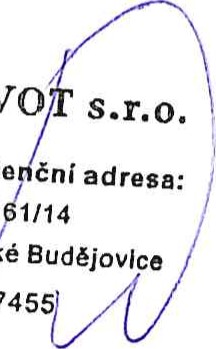 VOT s.r.o.
enční adresa:
61/14
ké Budějovice
7455